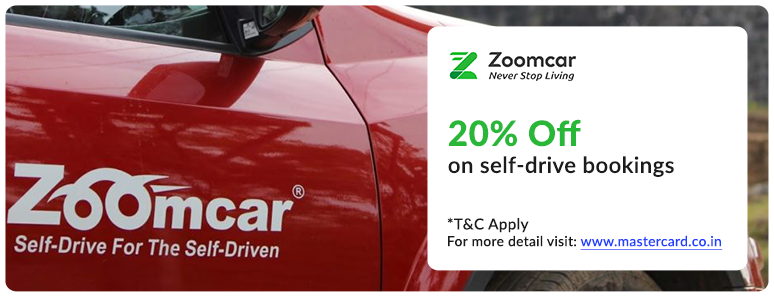 Zoomcar®
Self-Drive For The Self-Driven
Zoomcar
Never Stop Living
20% Off
on self-drive bookings
*T&C Apply
For more detail visit: www.mastercard.co.in